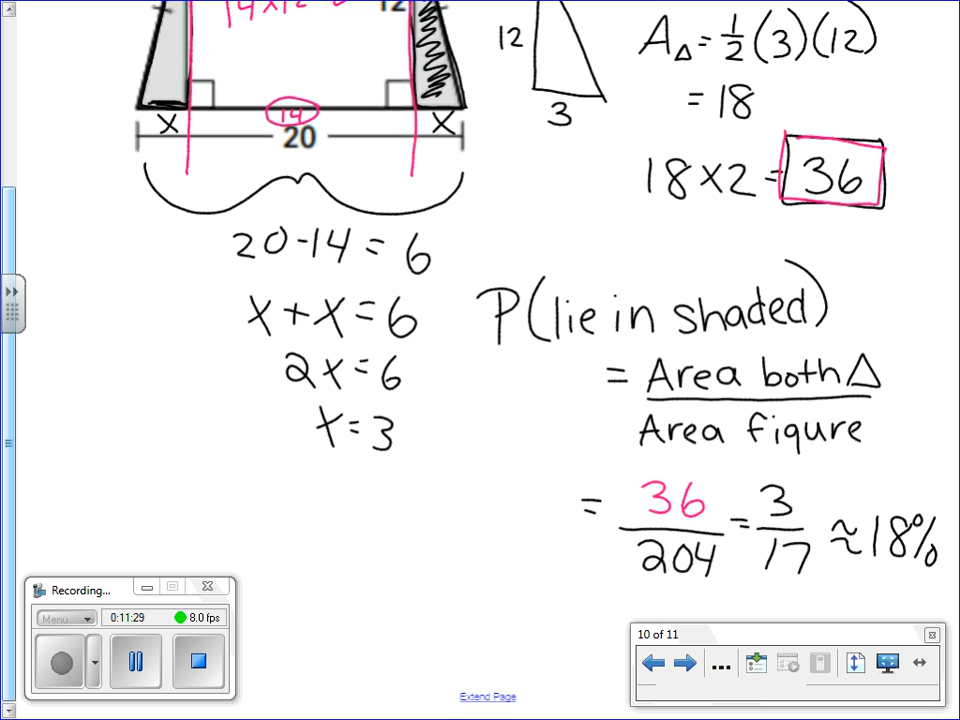 12
14
x
x
20
20-14 = 6
x + x = 6
2x = 6
x = 3
12
3
A△ = 1/2 (3)(12)
= 18
18 x 2 = 36
P(lie in shaded)
= Area both △
Area figure
= 36/204 = 3/17 ≈ 18%
Recording...
Menu
0:11:29
8.0 fps
10 of 11
Extend Page